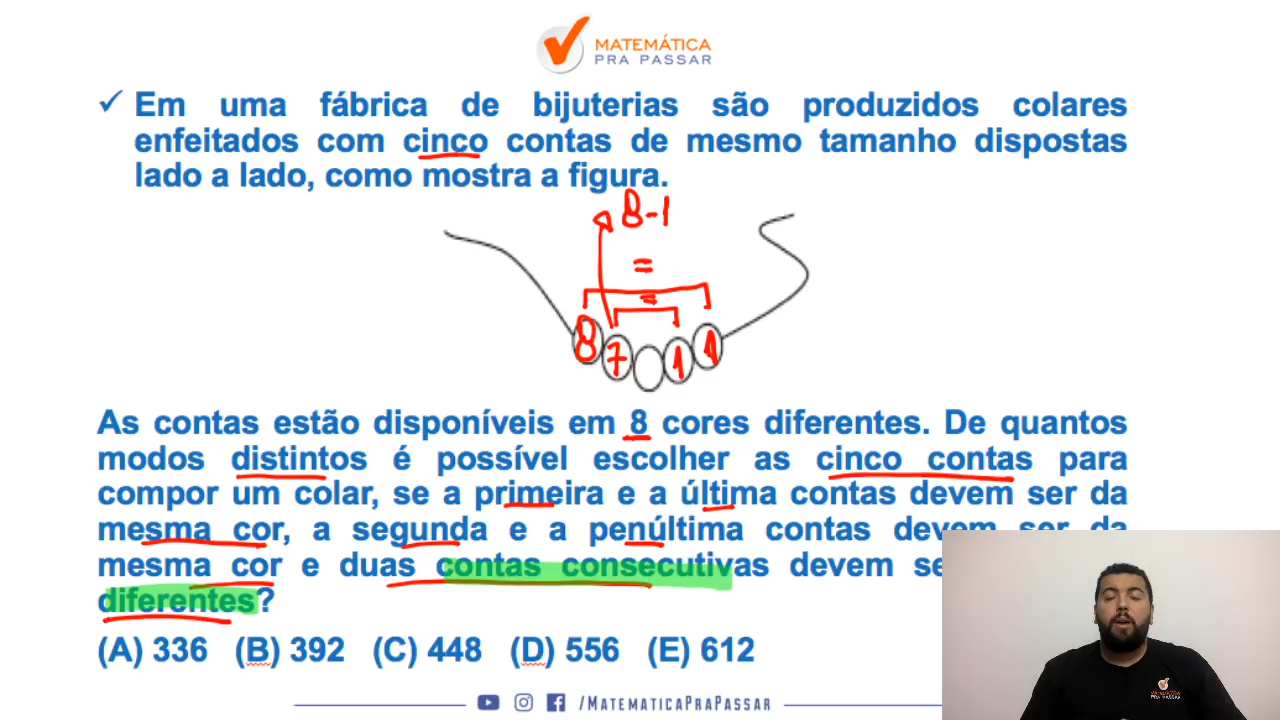 MATEMÁTICA
PRA PASSAR
✓ Em uma fábrica de bijuterias são produzidos colares
enfeitados com cinco contas de mesmo tamanho dispostas
lado a lado, como mostra a figura.
8-1
=
=
8 7 1 1
As contas estão disponíveis em 8 cores diferentes. De quantos
modos distintos é possível escolher as cinco contas para
compor um colar, se a primeira e a última contas devem ser da
mesma cor, a segunda e a penúltima contas devem ser da
mesma cor e duas contas consecutivas devem se
diferentes?
(A) 336 (B) 392 (C) 448 (D) 556 (E) 612
/MatematicaPraPassar